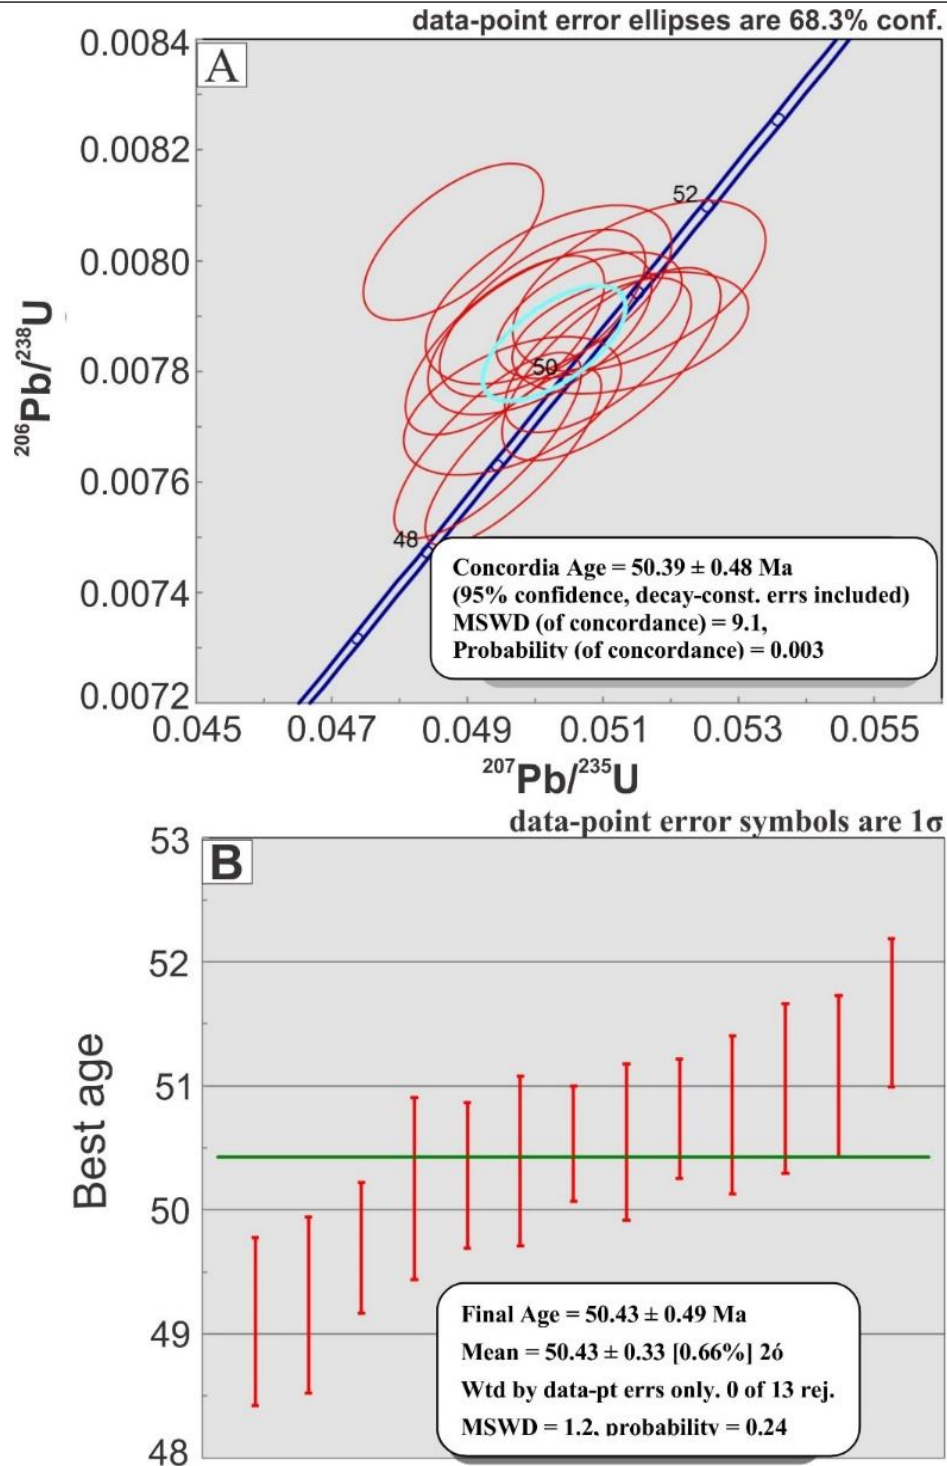 data-point error ellipses are 68.3% conf.
A
0.0084
0.0082
52
0.0080
206Pb/238U
50
0.0078
0.0076
48
0.0074
Concordia Age = 50.39 ± 0.48 Ma
(95% confidence, decay-const. errs included)
MSWD (of concordance) = 9.1,
Probability (of concordance) = 0.003
0.0072
0.045 0.047 0.049 0.051 0.053 0.055
207Pb/235U
data-point error symbols are 1σ
B
53
52
51
Best age
50
49
48
Final Age = 50.43 ± 0.49 Ma
Mean = 50.43 ± 0.33 [0.66%] 2ó
Wtd by data-pt errs only. 0 of 13 rej.
MSWD = 1.2, probability = 0.24